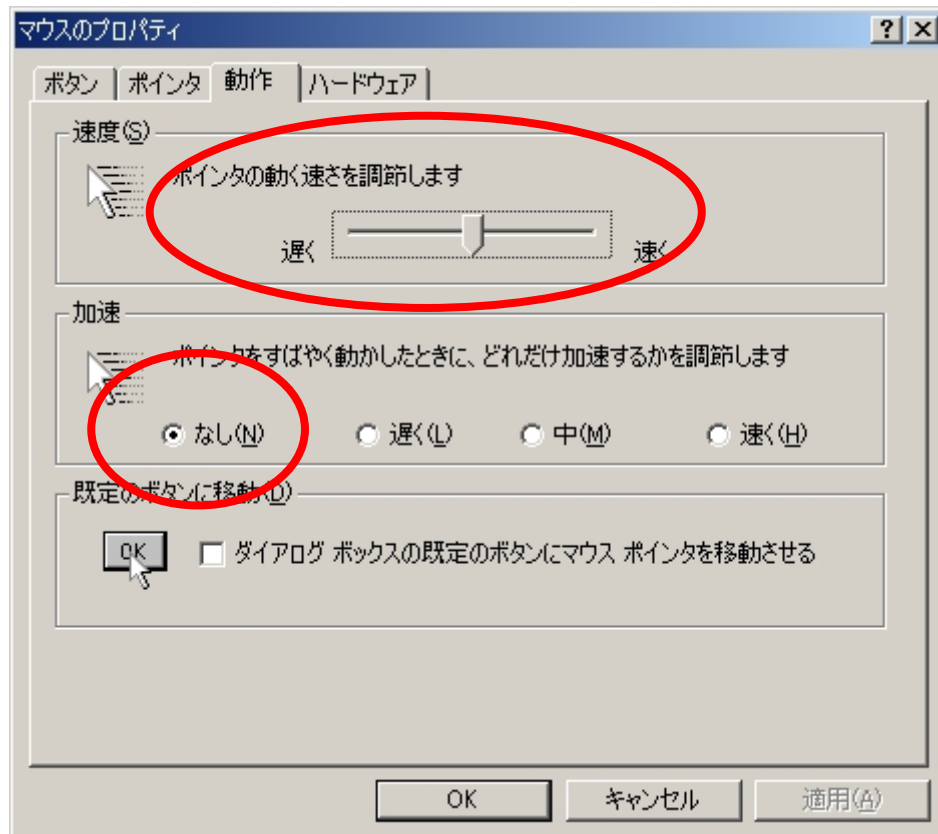 マウスのプロパティ
ボタン ポインタ 動作 ハードウェア
速度(S)
ポインタの動く速さを調節します
遅く 速く
加速
ポインタをすばやく動かしたときに、どれだけ加速するかを調節します
なし(N) 遅く(L) 中(M) 速く(H)
既定のボタンに移動(D)
OK ダイアログ ボックスの既定のボタンにマウス ポインタを移動させる
OK キャンセル 適用(A)